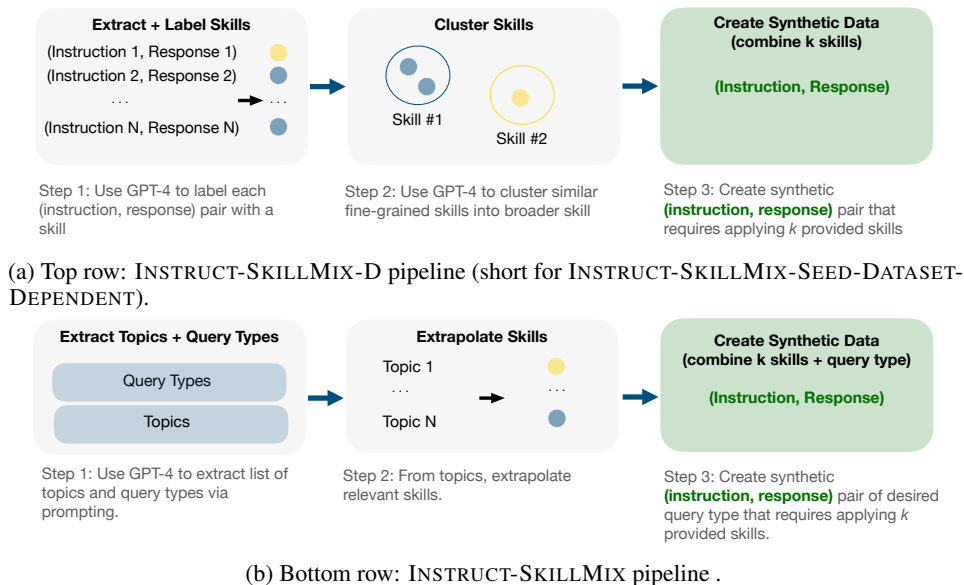 Extract + Label Skills
(Instruction 1, Response 1)
(Instruction 2, Response 2)
... ...
(Instruction N, Response N)
Step 1: Use GPT-4 to label each
(instruction, response) pair with a
skill
Cluster Skills
Skill #1
Skill #2
Step 2: Use GPT-4 to cluster similar
fine-grained skills into broader skill
Create Synthetic Data
(combine k skills)
(Instruction, Response)
Step 3: Create synthetic
(instruction, response) pair that
requires applying k provided skills
(a) Top row: INSTRUCT-SKILLMIX-D pipeline (short for INSTRUCT-SKILLMIX-SEED-DATASET-
DEPENDENT).
Extract Topics + Query Types
Query Types
Topics
Step 1: Use GPT-4 to extract list of
topics and query types via
prompting.
Extrapolate Skills
Topic 1
... ...
Topic N
Step 2: From topics, extrapolate
relevant skills.
Create Synthetic Data
(combine k skills + query type)
(Instruction, Response)
Step 3: Create synthetic
(instruction, response) pair of desired
query type that requires applying k
provided skills.
(b) Bottom row: INSTRUCT-SKILLMIX pipeline .